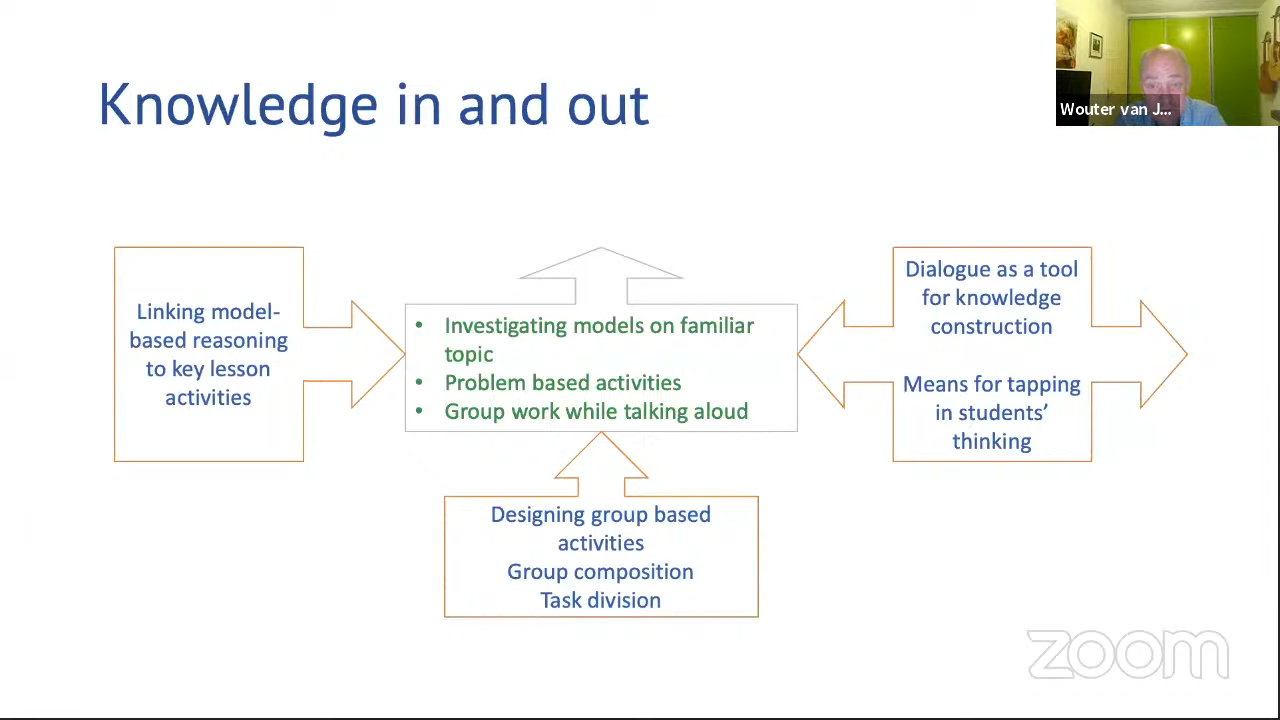 Knowledge in and out
Wouter van J...
Linking model-
based reasoning
to key lesson
activities
• Investigating models on familiar
topic
• Problem based activities
• Group work while talking aloud
Dialogue as a tool
for knowledge
construction
Means for tapping
in students’
thinking
Designing group based
activities
Group composition
Task division
zoom